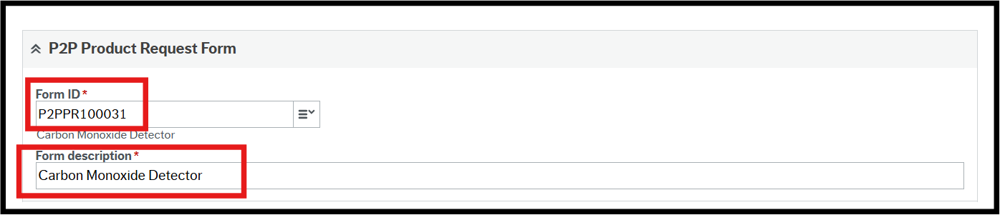 P2P Product Request Form
Form ID*
P2PPR100031
Carbon Monoxide Detector
Form description*
Carbon Monoxide Detector